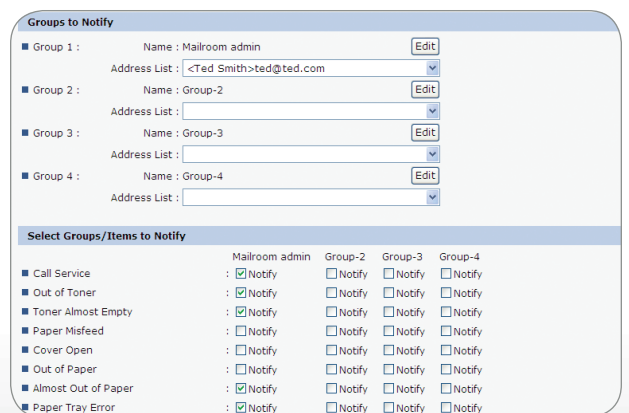 Groups to Notify
Group 1 : Name : Mailroom admin Edit
Address List : <Ted Smith>ted@ted.com
Group 2 : Name : Group-2 Edit
Address List :
Group 3 : Name : Group-3 Edit
Address List :
Group 4 : Name : Group-4 Edit
Address List :
Select Groups/Items to Notify
Mailroom admin Group-2 Group-3 Group-4
Call Service : Notify Notify Notify Notify
Out of Toner : Notify Notify Notify Notify
Toner Almost Empty : Notify Notify Notify Notify
Paper Misfeed : Notify Notify Notify Notify
Cover Open : Notify Notify Notify Notify
Out of Paper : Notify Notify Notify Notify
Almost Out of Paper : Notify Notify Notify Notify
Paper Tray Error : Notify Notify Notify Notify